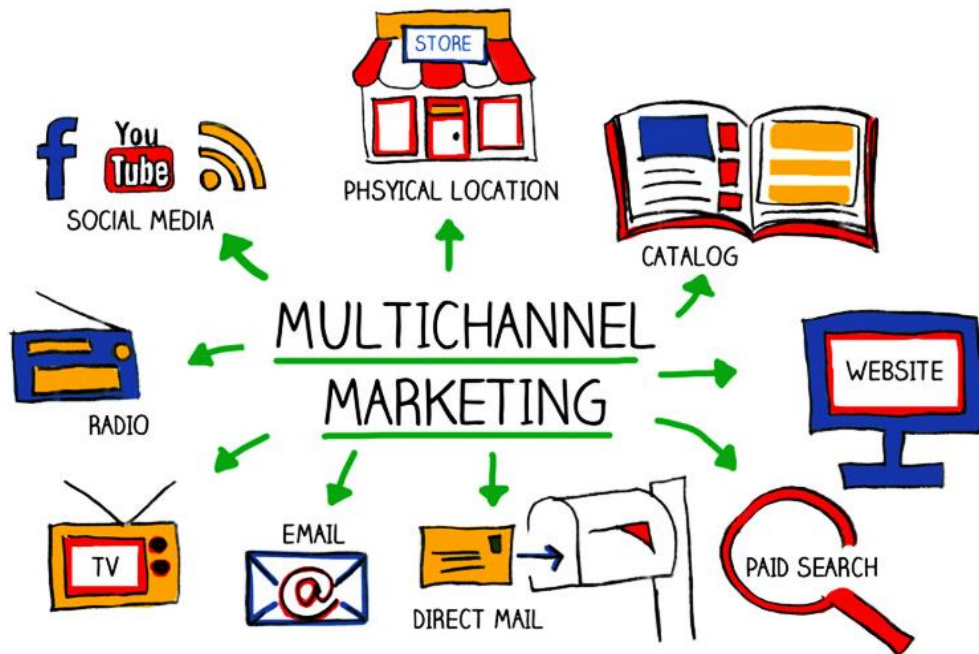 STORE
You
Tube
f
SOCIAL MEDIA
PHSYICAL LOCATION
CATALOG
MULTICHANNEL
MARKETING
RADIO
WEBSITE
TV
EMAIL
@
DIRECT MAIL
PAID SEARCH